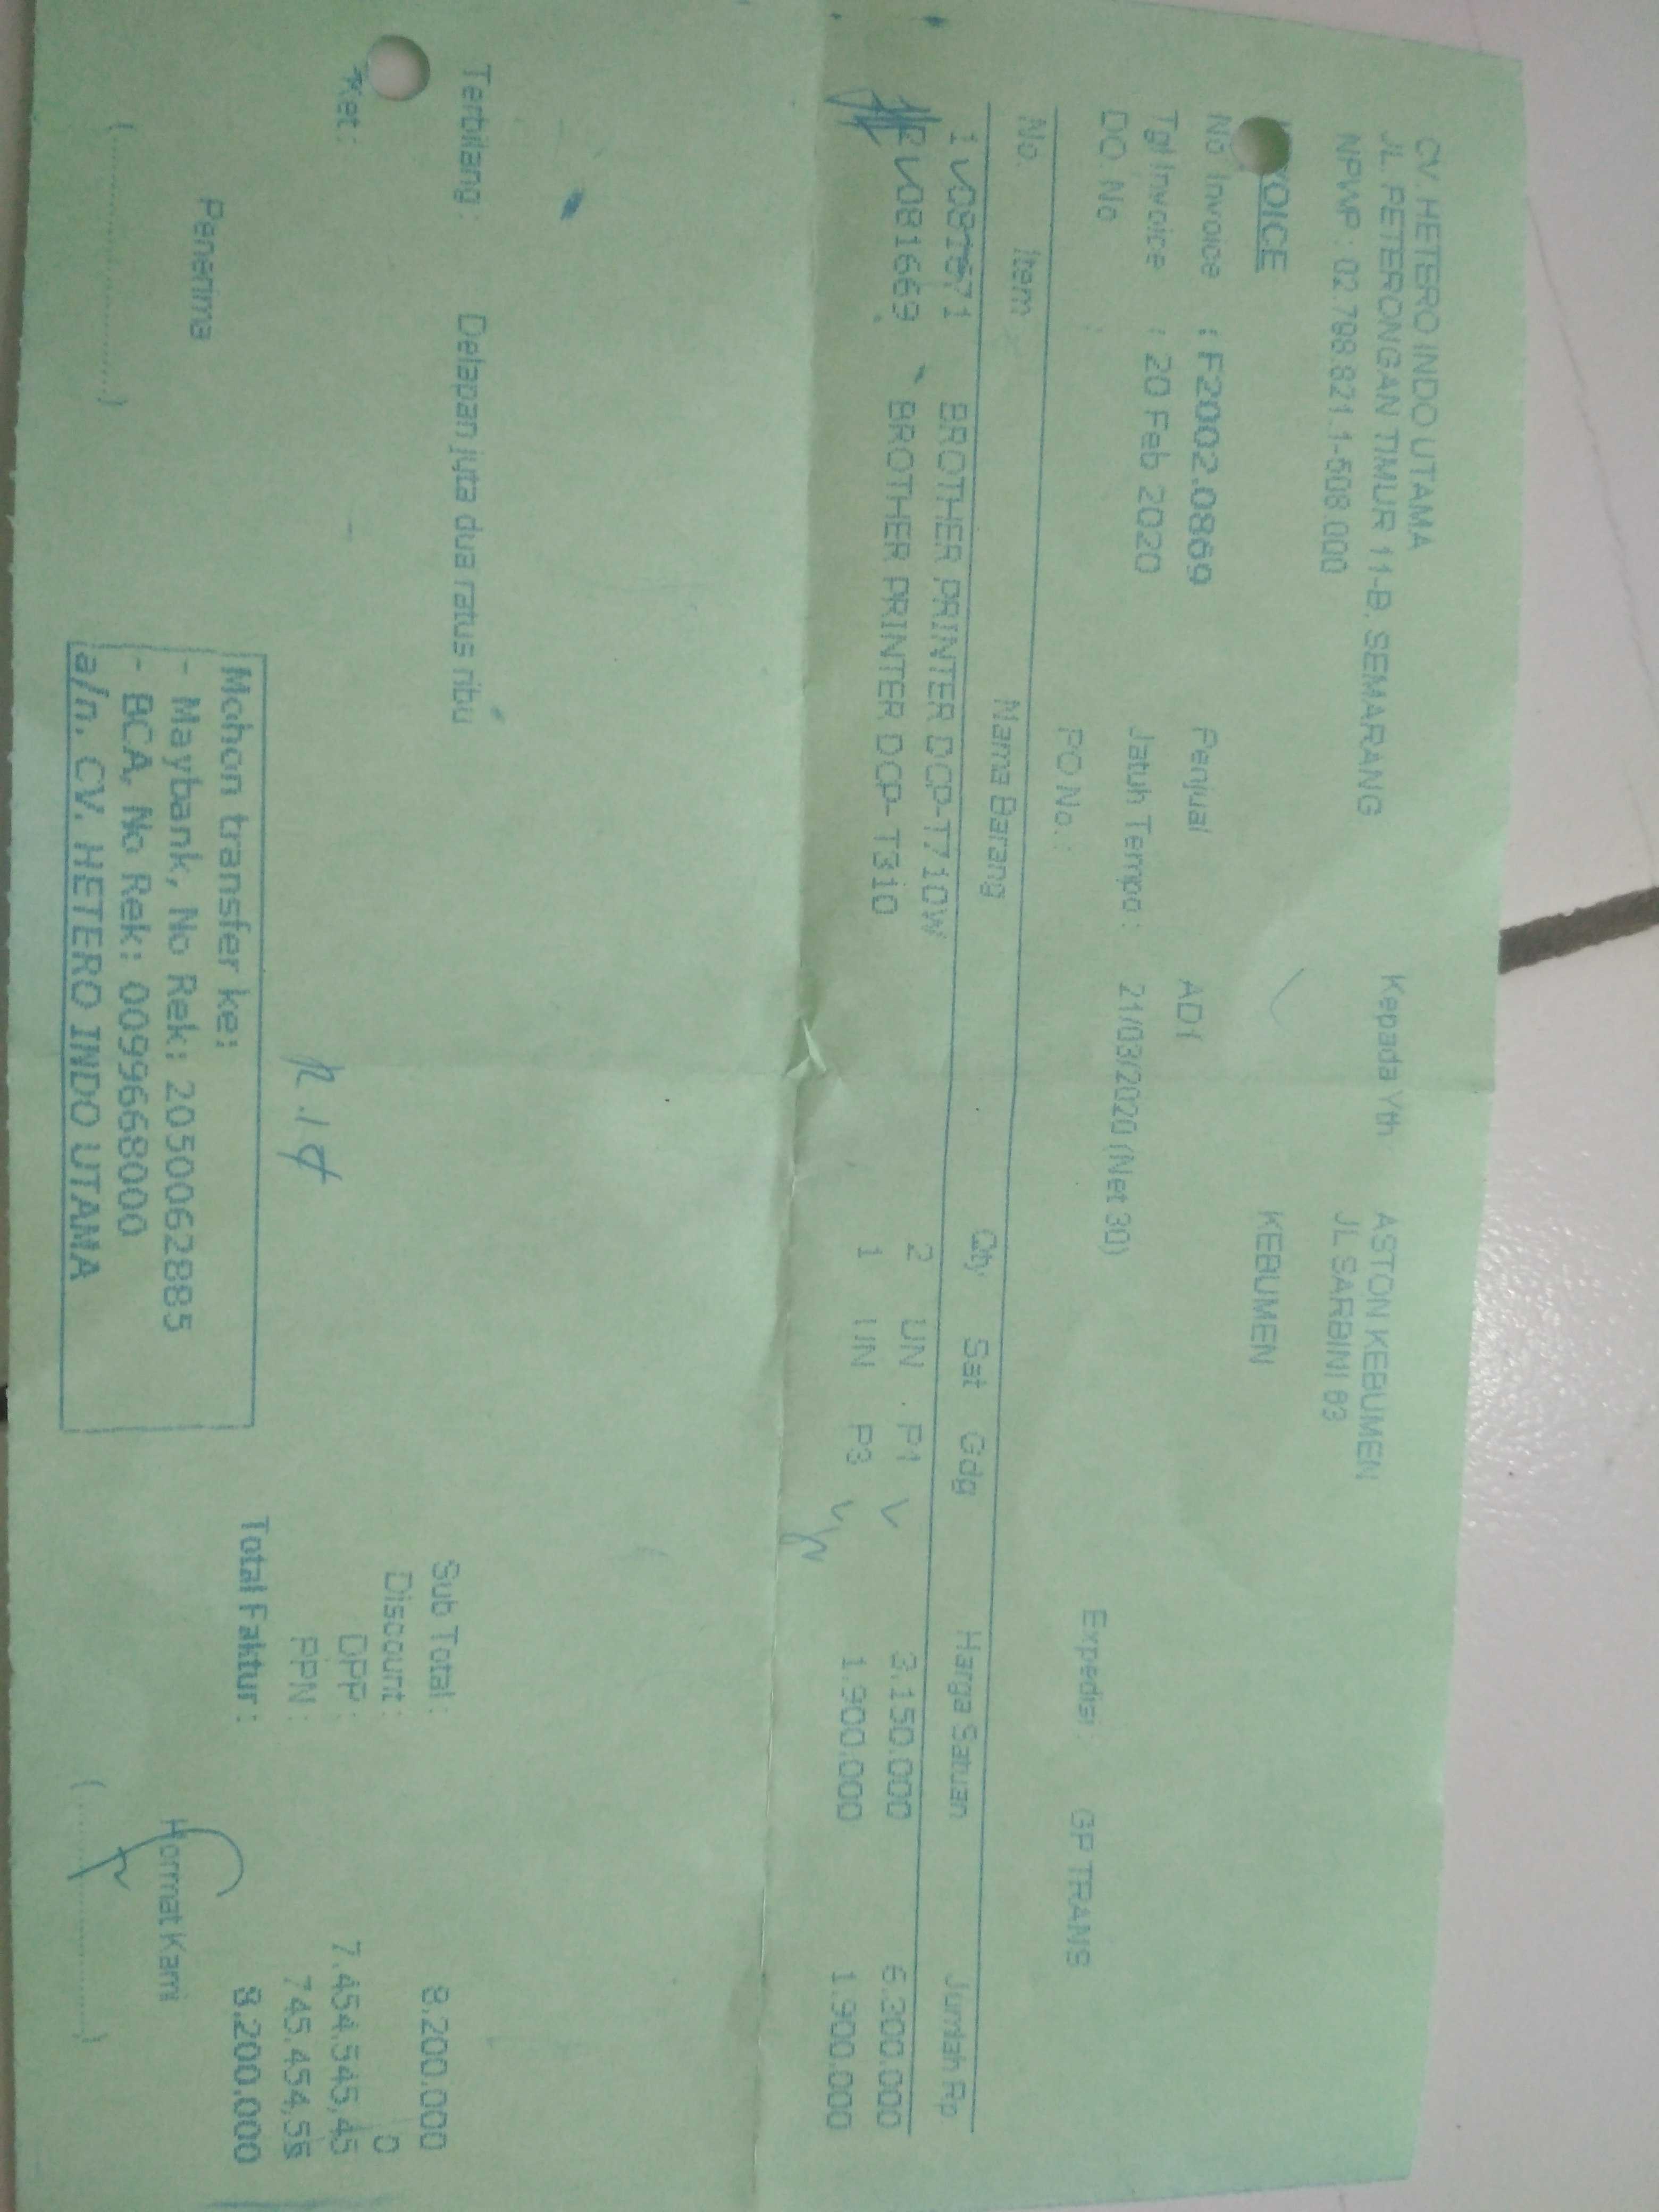 CV. HETERO INDO UTAMA
JL. PETERONGAN TIMUR 11-B. SEMARANG
NPWP : 02.798.821.1-508.000
Kepada Yth ASTON KEBUMEN
JL SARBINI 83
KEBUMEN
OICE
No Invoice : F2002.0869 Penjual ADI
Tgl Invoice : 20 Feb 2020 Jatuh Tempo : 21/03/2020 (Net 30) Expedisi : GP TRANS
DO No PO No. :
No. Item Nama Barang Qty Sat Gdg Harga Satuan Jumlah Rp
1 BROTHER PRINTER DCP-T710W 2 UN P1 3.150.000 6.300.000
2 V081669 BROTHER PRINTER DCP- T310 1 UN P3 1.900.000 1.900.000
Terbilang : Delapan juta dua ratus ribu
Sub Total : 8.200.000
Discount : 0
DPP : 7.454.545,45
PPN : 745.454,55
Total Faktur : 8.200.000
Ket :
Mohon transfer ke:
- Maybank, No Rek: 2050062885
- BCA, No Rek: 0099668000
a/n. CV. HETERO INDO UTAMA
Penerima
Hormat Kami
(....................)
(....................)